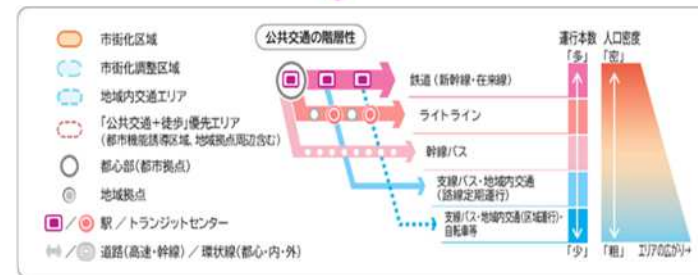 市街化区域
市街化調整区域
地域内交通エリア
「公共交通+徒歩」優先エリア
(都市機能誘導区域、地域拠点周辺含む)
都心部(都市拠点)
地域拠点
駅/トランジットセンター
道路(高速・幹線)/環状線(都心・内・外)
公共交通の階層性
鉄道(新幹線・在来線)
ライトライン
幹線バス
支線バス・地域内交通
(路線定期運行)
支線バス・地域内交通(区域運行)・
自転車等
運行本数
「多」
「少」
人口密度
「密」
「粗」
エリアの広がり→